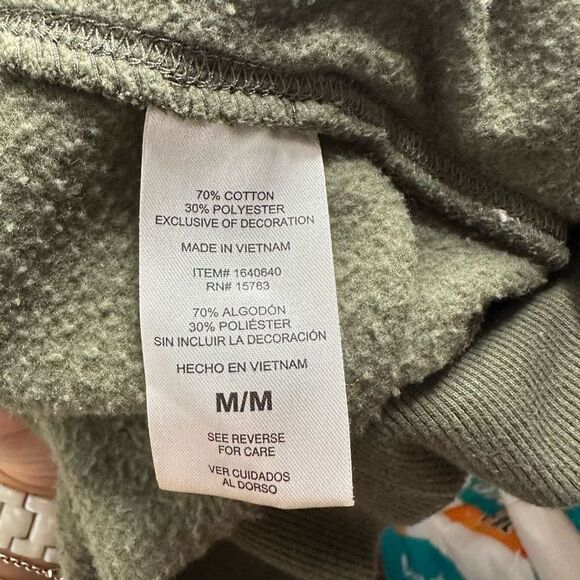 70% COTTON
30% POLYESTER
EXCLUSIVE OF DECORATION
MADE IN VIETNAM
ITEM# 1640640
RN# 15763
70% ALGODÓN
30% POLIÉSTER
SIN INCLUIR LA DECORACIÓN
HECHO EN VIETNAM
M/M
SEE REVERSE
FOR CARE
VER CUIDADOS
AL DORSO